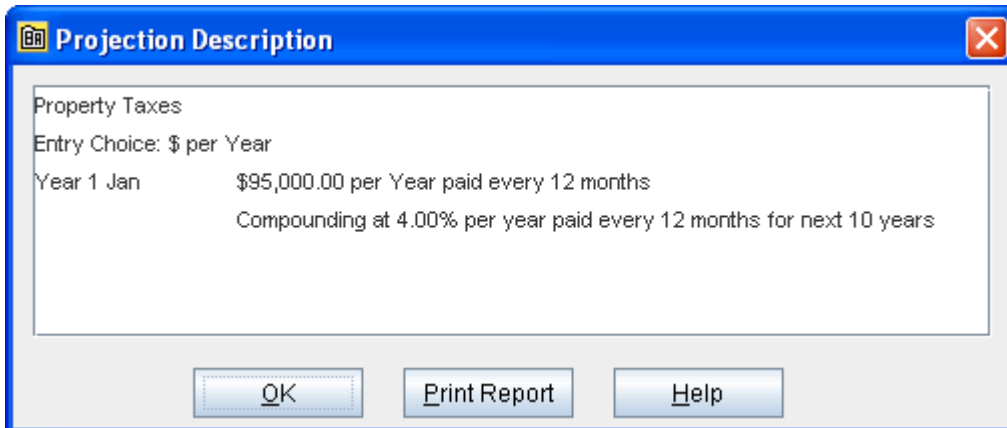 Projection Description
Property Taxes
Entry Choice: $ per Year
Year 1 Jan $95,000.00 per Year paid every 12 months
Compounding at 4.00% per year paid every 12 months for next 10 years
OK Print Report Help